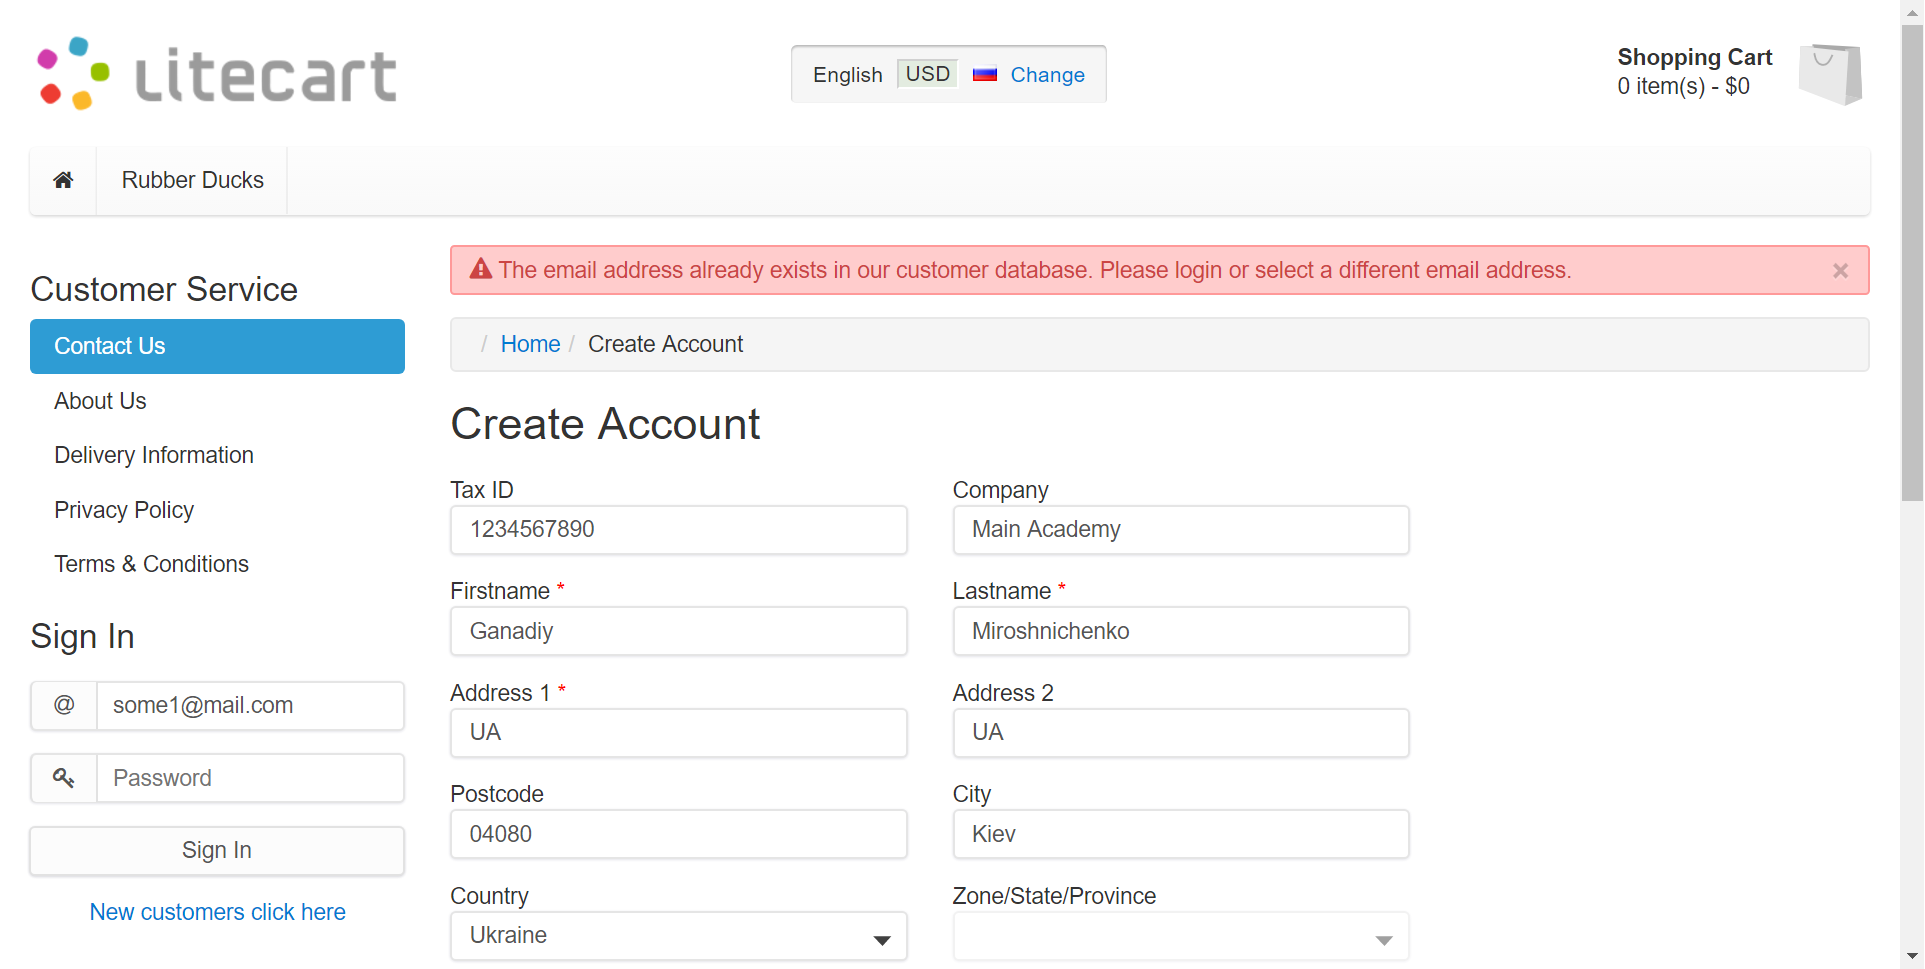 Litecart
English USD Change
Shopping Cart
0 item(s) - $0
Rubber Ducks
The email address already exists in our customer database. Please login or select a different email address. ×
/ Home / Create Account
Customer Service
Contact Us
About Us
Delivery Information
Privacy Policy
Terms & Conditions
Sign In
@ some1@mail.com
Password
Sign In
New customers click here
Create Account
Tax ID Company
1234567890 Main Academy
Firstname * Lastname *
Ganadiy Miroshnichenko
Address 1 * Address 2
UA UA
Postcode City
04080 Kiev
Country Zone/State/Province
Ukraine